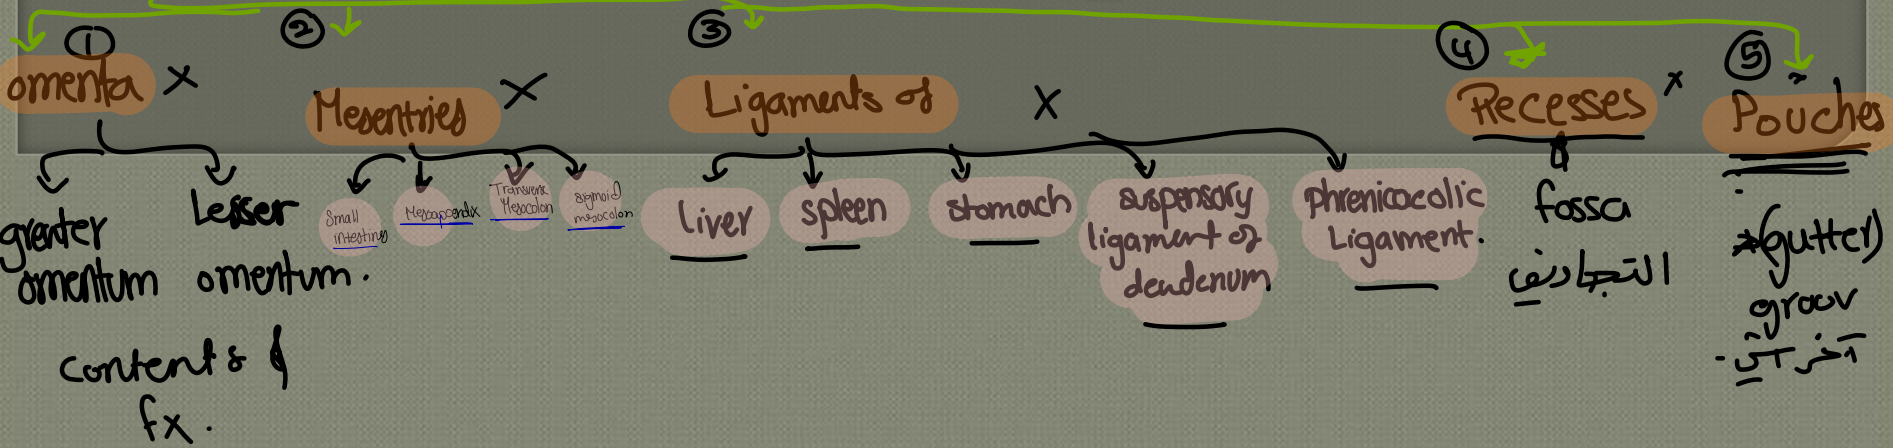 ① ② ③ ④ ⑤
omenta x
Mesentries x
Ligaments of x
Recesses x
Pouches
greater
omentum
Lesser
omentum.
contents &
fx.
Small
intestine
Mesoappendix
Transverse
Mesocolon
sigmoid
mesocolon
liver
spleen
stomach
suspensory
ligament of
deudenum
phrenicocolic
Ligament.
fossa
التجاويف
(gutter)
groov